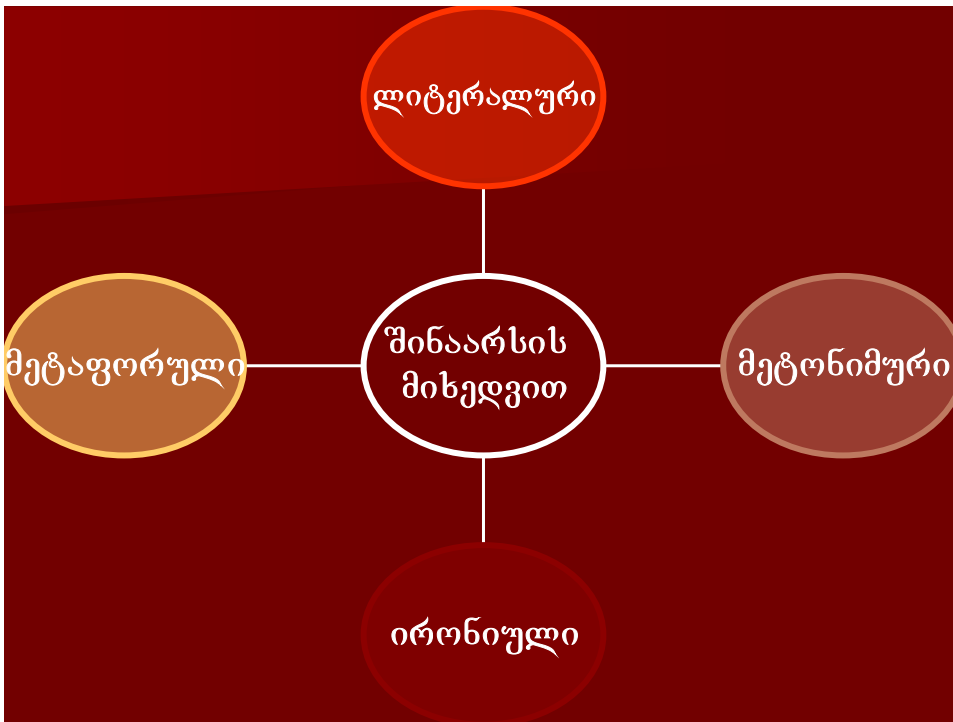 ლიტერალური
მეტაფორული
შინაარსის
მიხედვით
მეტონიმური
ირონიული